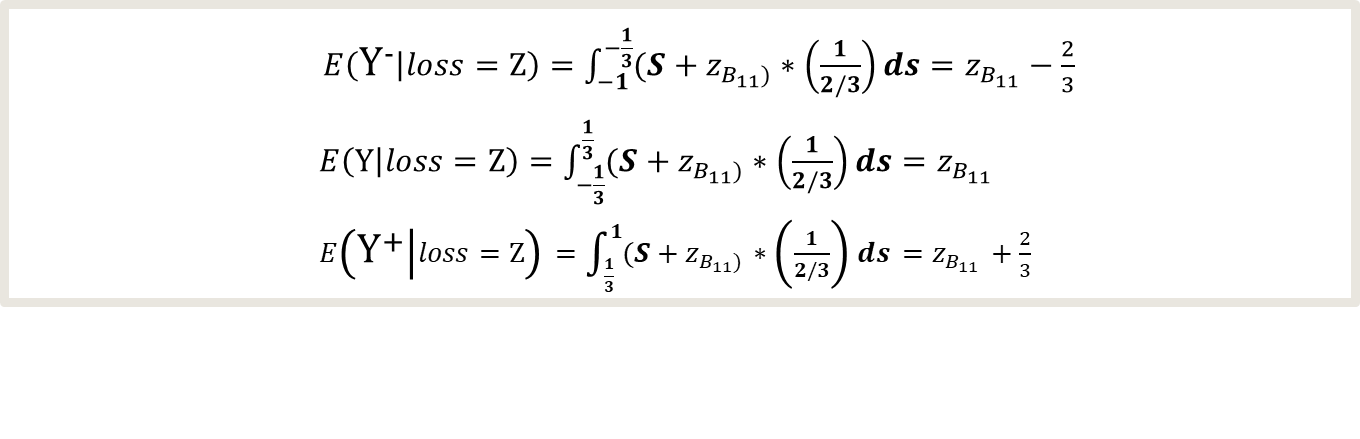 E(Y⁻|loss = Z) = ∫_{−1}^{−1/3} (S + z_{B₁₁)} * (1/(2/3)) ds = z_{B₁₁} − 2/3
E(Y|loss = Z) = ∫_{−1/3}^{1/3} (S + z_{B₁₁)} * (1/(2/3)) ds = z_{B₁₁}
E(Y⁺|loss = Z) = ∫_{1/3}^{1} (S + z_{B₁₁)} * (1/(2/3)) ds = z_{B₁₁} + 2/3